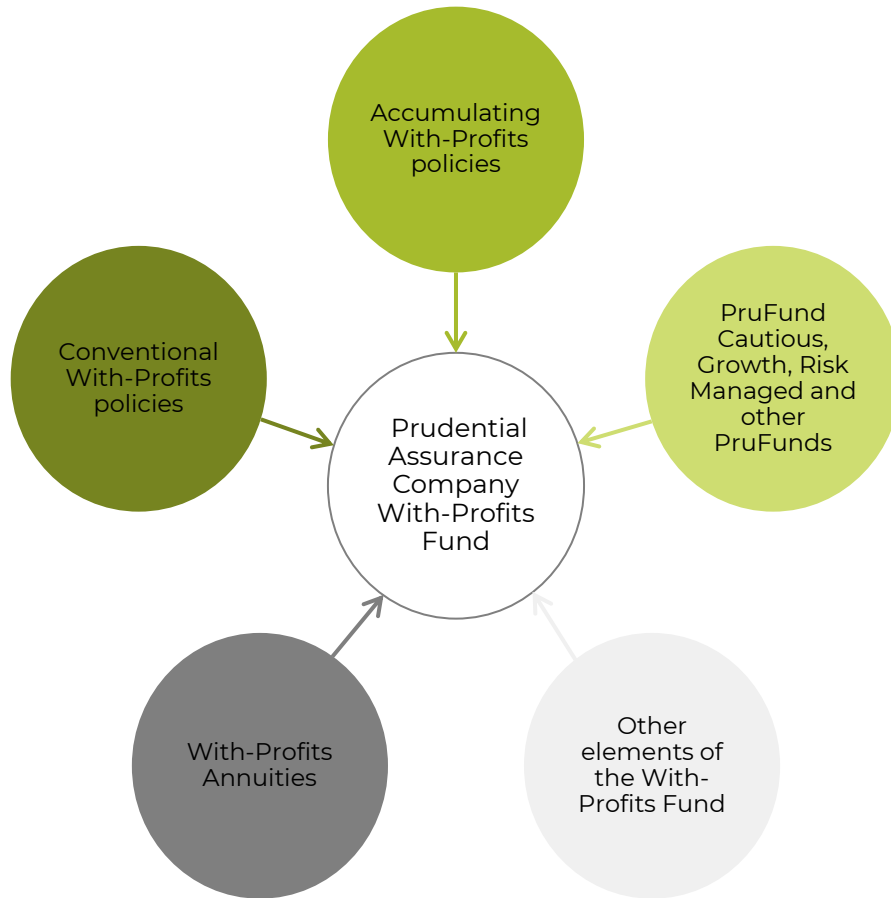 Accumulating
With-Profits
policies
Conventional
With-Profits
policies
PruFund
Cautious,
Growth, Risk
Managed and
other
PruFunds
Prudential
Assurance
Company
With-Profits
Fund
With-Profits
Annuities
Other
elements of
the With-
Profits Fund